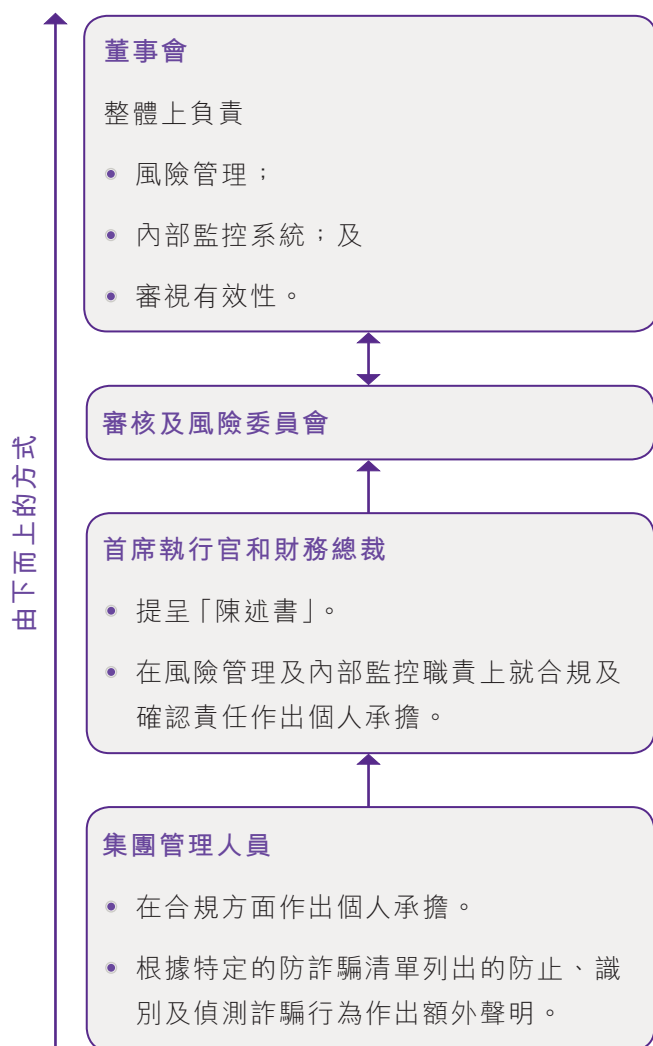 董事會
整體上負責
• 風險管理；
• 內部監控系統；及
• 審視有效性。
審核及風險委員會
首席執行官和財務總裁
• 提呈「陳述書」。
• 在風險管理及內部監控職責上就合規及
確認責任作出個人承擔。
集團管理人員
• 在合規方面作出個人承擔。
• 根據特定的防詐騙清單列出的防止、識
別及偵測詐騙行為作出額外聲明。
由下而上的方式